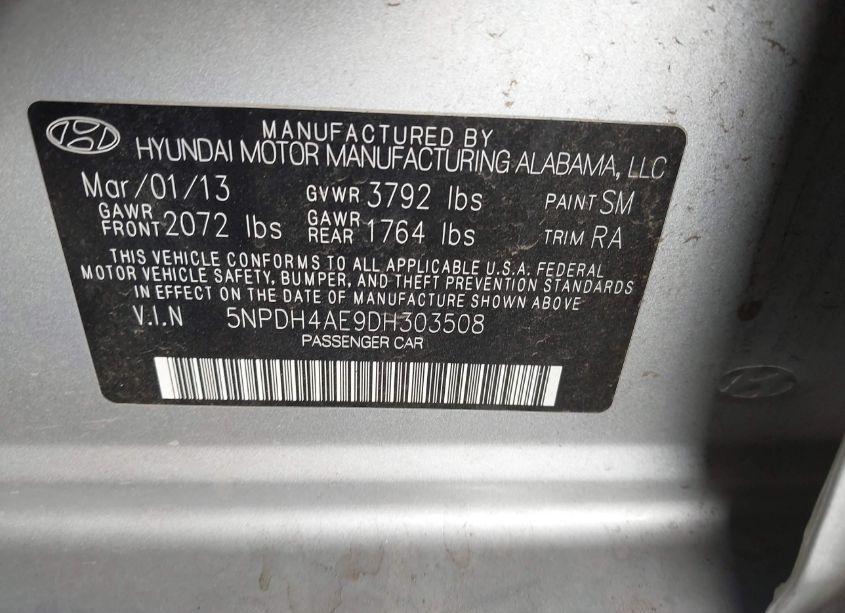 MANUFACTURED BY
HYUNDAI MOTOR MANUFACTURING ALABAMA, LLC
Mar/01/13 GVWR 3792 lbs PAINT SM
GAWR FRONT 2072 lbs GAWR REAR 1764 lbs TRIM RA
THIS VEHICLE CONFORMS TO ALL APPLICABLE U.S.A. FEDERAL
MOTOR VEHICLE SAFETY, BUMPER, AND THEFT PREVENTION STANDARDS
IN EFFECT ON THE DATE OF MANUFACTURE SHOWN ABOVE
V.I.N 5NPDH4AE9DH303508
PASSENGER CAR